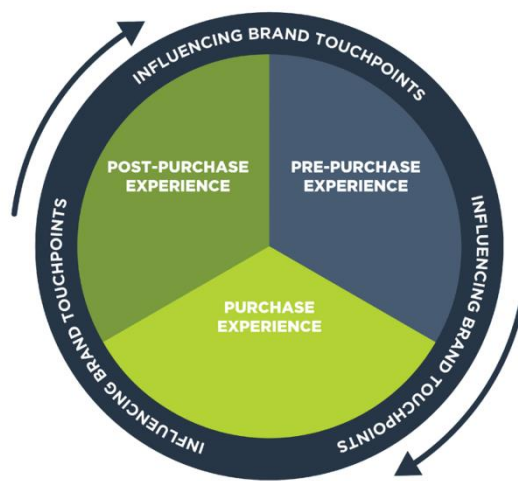 INFLUENCING BRAND TOUCHPOINTS
POST-PURCHASE
EXPERIENCE
PRE-PURCHASE
EXPERIENCE
PURCHASE
EXPERIENCE
INFLUENCING BRAND TOUCHPOINTS
INFLUENCING BRAND TOUCHPOINTS